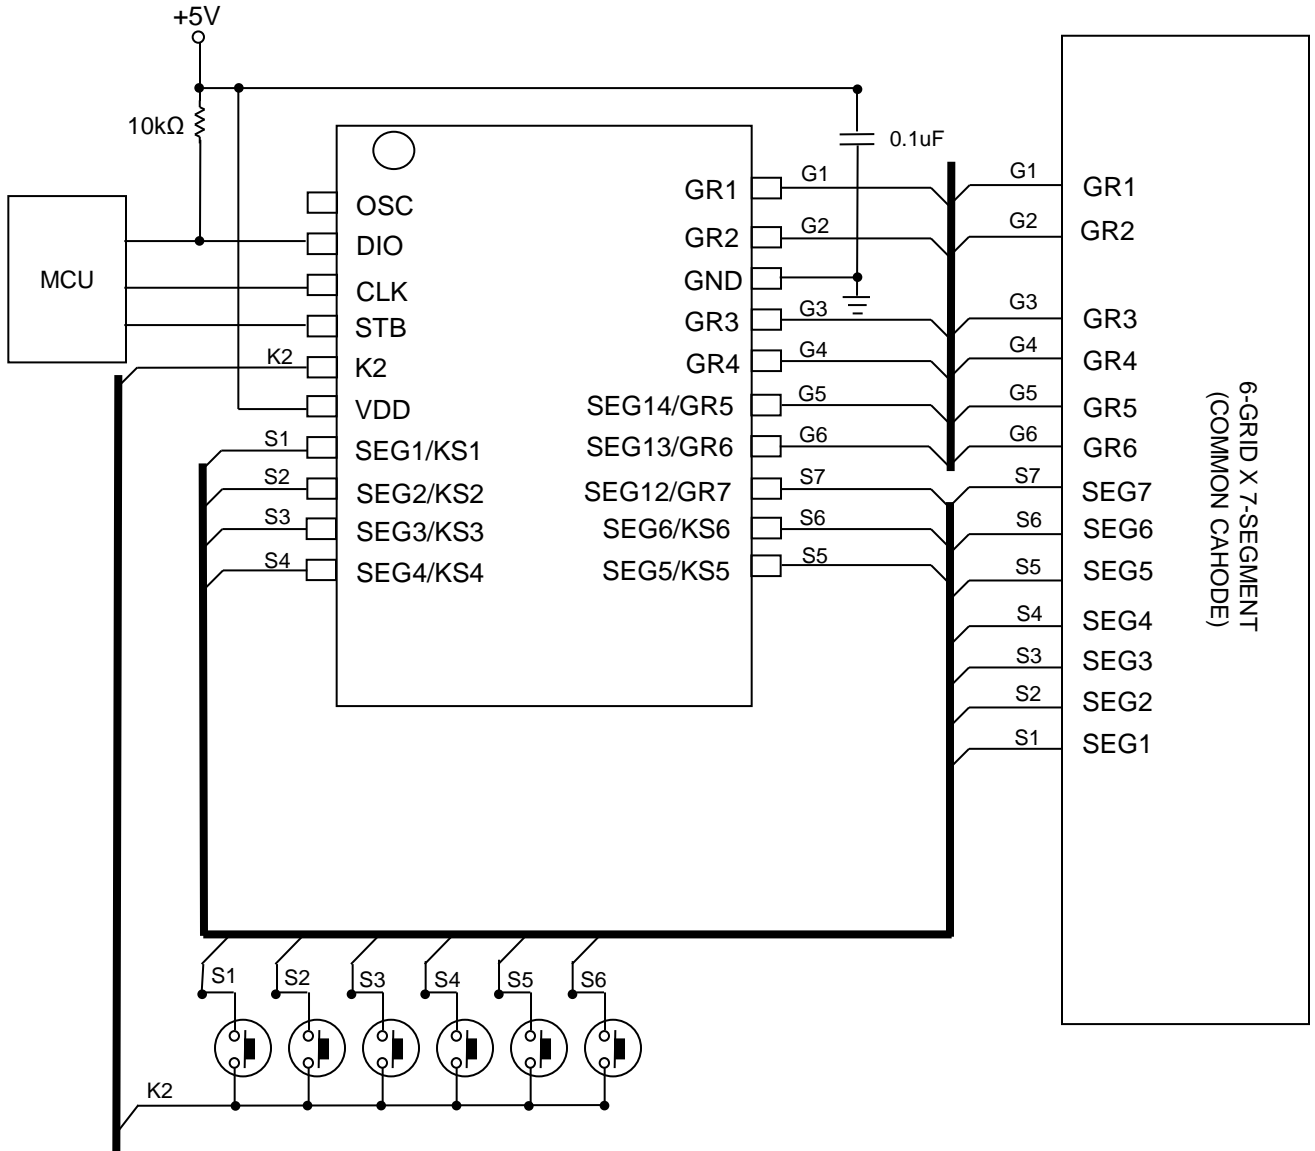 +5V
10kΩ
0.1uF
MCU
OSC
DIO
CLK
STB
K2
K2
VDD
S1
SEG1/KS1
S2
SEG2/KS2
S3
SEG3/KS3
S4
SEG4/KS4
GR1
G1
GR2
G2
GND
GR3
G3
GR4
G4
SEG14/GR5
G5
SEG13/GR6
G6
SEG12/GR7
S7
SEG6/KS6
S6
SEG5/KS5
S5
G1
GR1
G2
GR2
G3
GR3
G4
GR4
G5
GR5
G6
GR6
S7
SEG7
S6
SEG6
S5
SEG5
S4
SEG4
S3
SEG3
S2
SEG2
S1
SEG1
6-GRID X 7-SEGMENT
(COMMON CAHODE)
S1
S2
S3
S4
S5
S6
K2